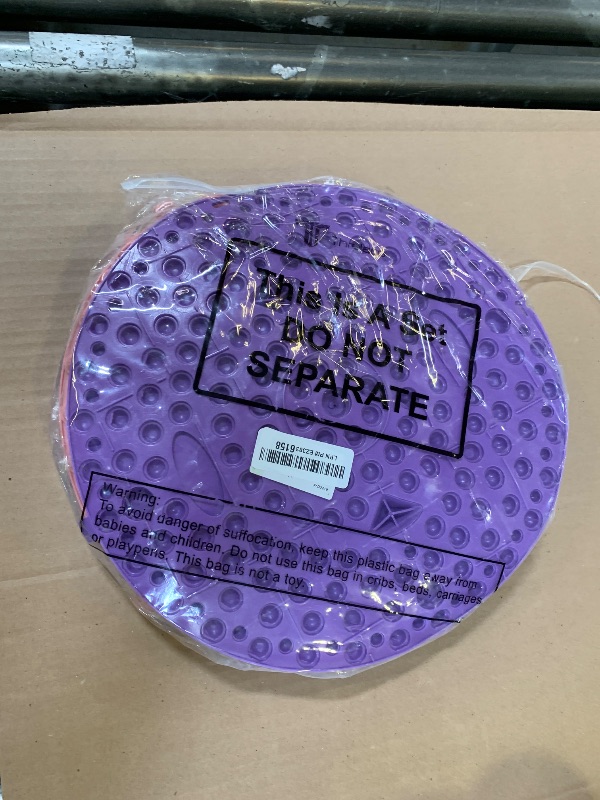 This Is A Set
DO NOT
SEPARATE
Warning:
To avoid danger of suffocation, keep this plastic bag away from
babies and children. Do not use this bag in cribs, beds, carriages
or playpens. This bag is not a toy.